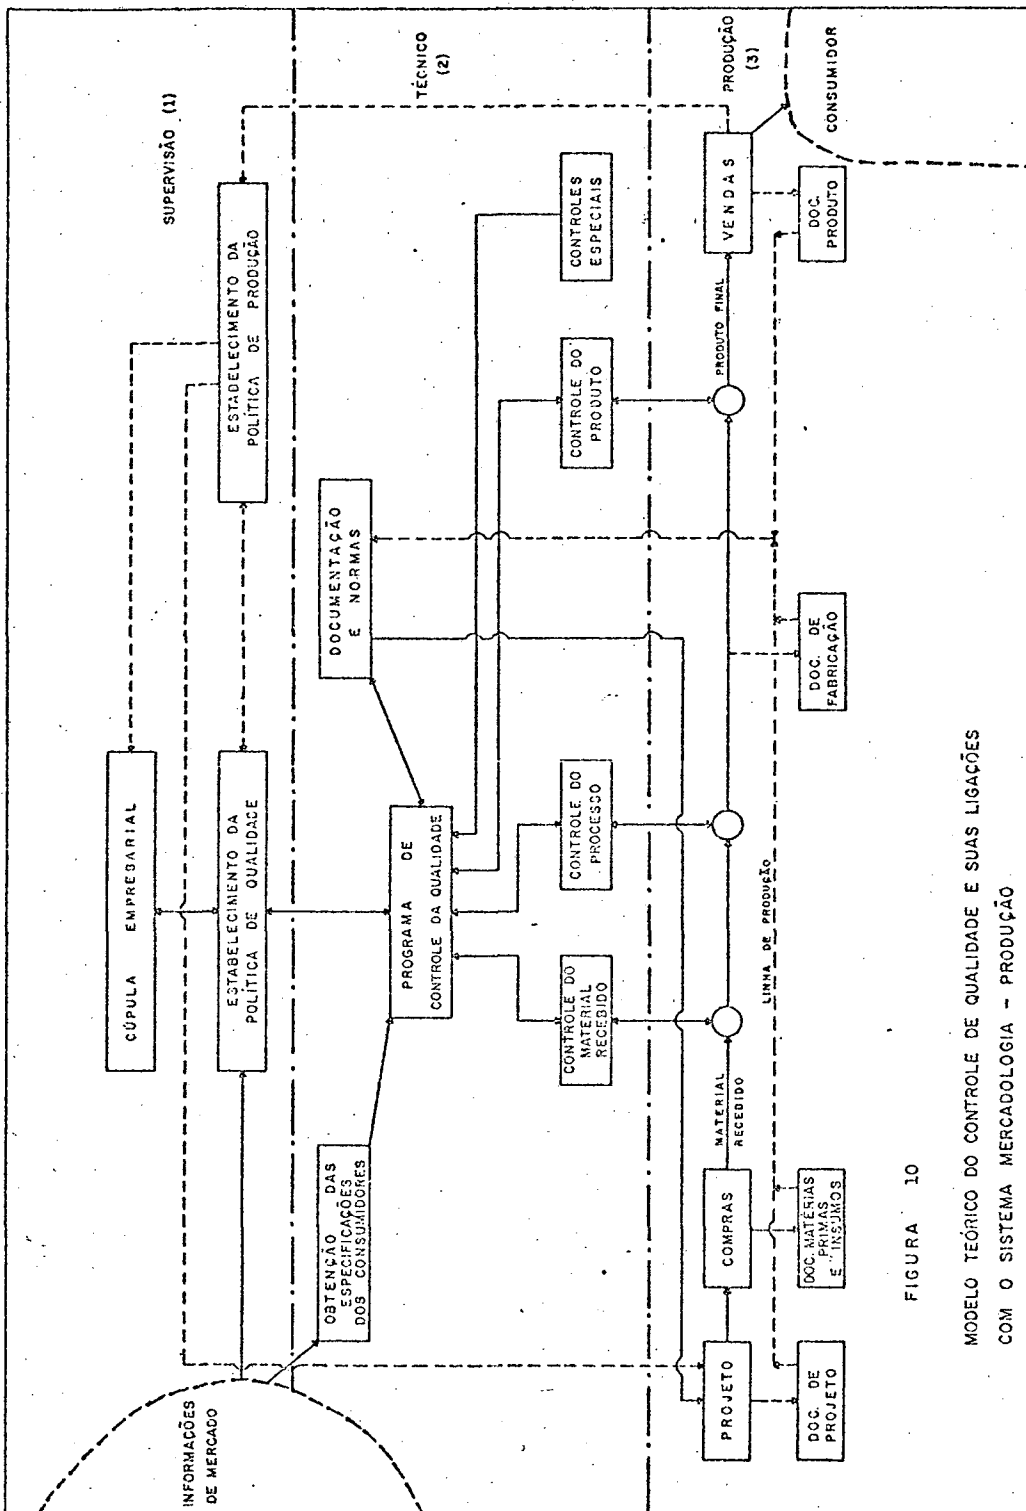 SUPERVISÃO (1)
CÚPULA EMPRESARIAL
INFORMAÇÕES
DE MERCADO
ESTABELECIMENTO DA
POLÍTICA DE QUALIDADE
ESTADELECIMENTO DA
POLÍTICA DE PRODUÇÃO
TÉCNICO
(2)
OBTENÇÃO DAS
ESPECIFICAÇÕES
DOS CONSUMIDORES
PROGRAMA DE
CONTROLE DA QUALIDADE
DOCUMENTAÇÃO
E NORMAS
CONTROLE DO
MATERIAL
RECEBIDO
CONTROLE DO
PROCESSO
CONTROLE DO
PRODUTO
CONTROLES
ESPECIAIS
PRODUÇÃO
(3)
PROJETO
COMPRAS
MATERIAL
RECEBIDO
PRODUTO FINAL
VENDAS
LINHA DE PRODUÇÃO
CONSUMIDOR
DOC. DE
PROJETO
DOC. MATÉRIAS
PRIMAS
E INSUMOS
DOC. DE
FABRICAÇÃO
DOC.
PRODUTO
FIGURA 10
MODELO TEÓRICO DO CONTROLE DE QUALIDADE E SUAS LIGAÇÕES
COM O SISTEMA MERCADOLOGIA - PRODUÇÃO